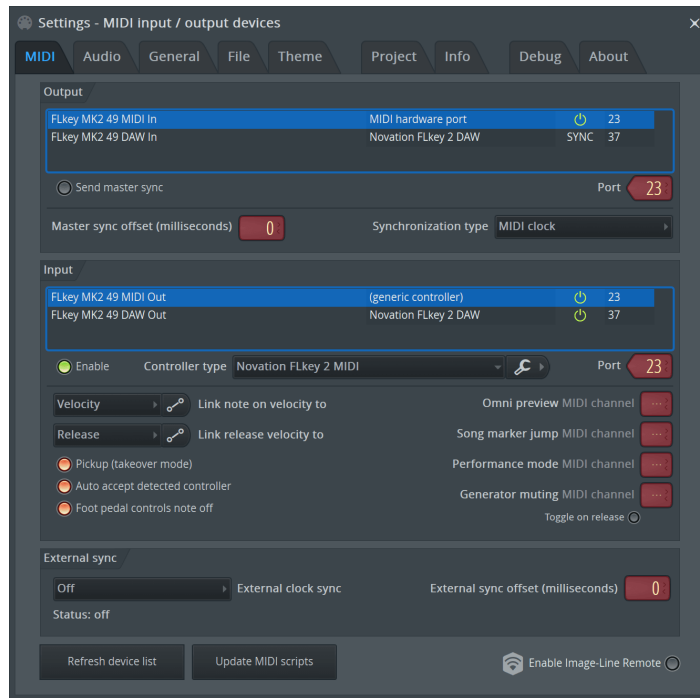 Settings - MIDI input / output devices
MIDI Audio General File Theme Project Info Debug About
Output
FLkey MK2 49 MIDI In MIDI hardware port 23
FLkey MK2 49 DAW In Novation FLkey 2 DAW SYNC 37
Send master sync Port 23
Master sync offset (milliseconds) 0 Synchronization type MIDI clock
Input
FLkey MK2 49 MIDI Out (generic controller) 23
FLkey MK2 49 DAW Out Novation FLkey 2 DAW 37
Enable Controller type Novation FLkey 2 MIDI Port 23
Velocity Link note on velocity to Omni preview MIDI channel ---
Release Link release velocity to Song marker jump MIDI channel ---
Pickup (takeover mode) Performance mode MIDI channel ---
Auto accept detected controller Generator muting MIDI channel ---
Foot pedal controls note off Toggle on release
External sync
Off External clock sync External sync offset (milliseconds) 0
Status: off
Refresh device list Update MIDI scripts Enable Image-Line Remote